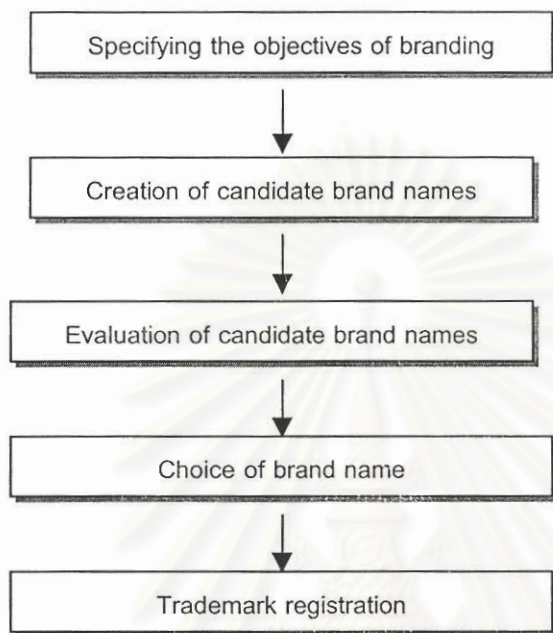 Specifying the objectives of branding
Creation of candidate brand names
Evaluation of candidate brand names
Choice of brand name
Trademark registration